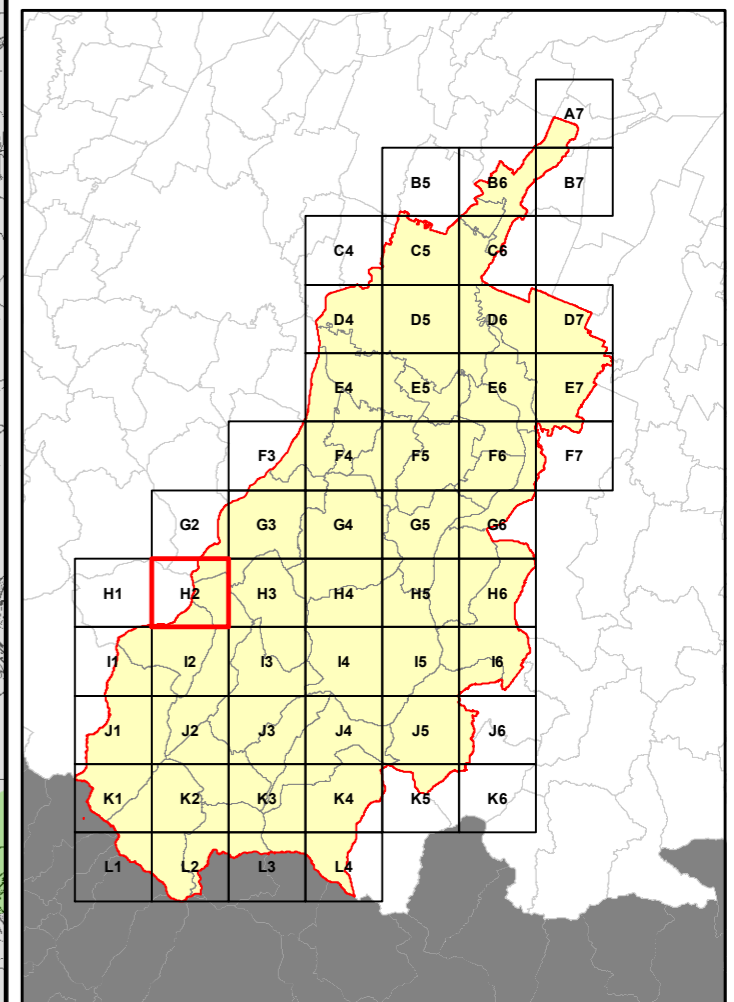 A7
B5 B6 B7
C4 C5 C6
D4 D5 D6 D7
E4 E5 E6 E7
F3 F4 F5 F6 F7
G2 G3 G4 G5 G6
H1 H2 H3 H4 H5 H6
I1 I2 I3 I4 I5 I6
J1 J2 J3 J4 J5 J6
K1 K2 K3 K4 K5 K6
L1 L2 L3 L4